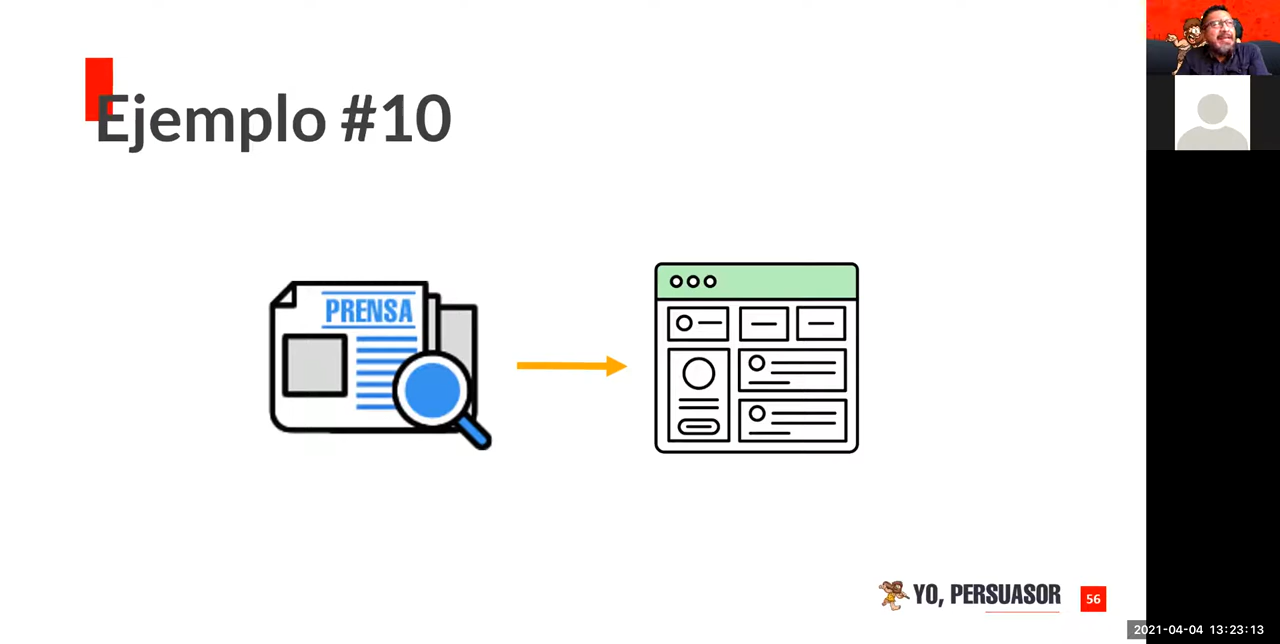 Ejemplo #10
PRENSA
YO, PERSUASOR
56
2021-04-04 13:23:13